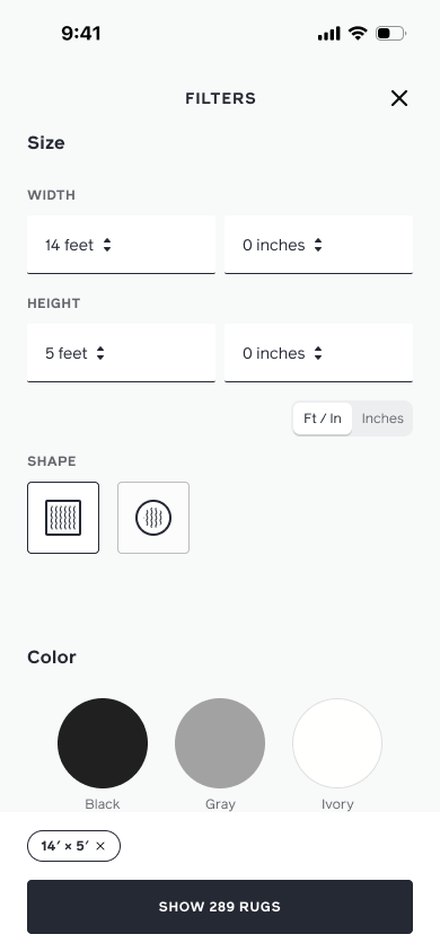 9:41
FILTERS
Size
WIDTH
14 feet
0 inches
HEIGHT
5 feet
0 inches
Ft / In
Inches
SHAPE
Color
Black
Gray
Ivory
14′ × 5′ ×
SHOW 289 RUGS